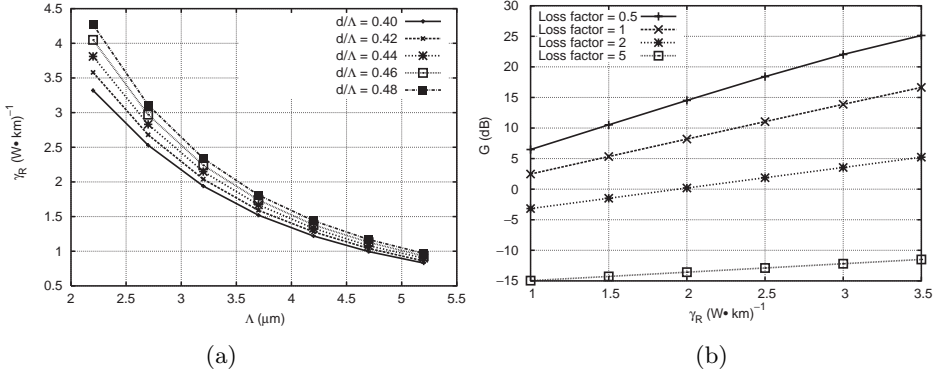 4.5
4
3.5
3
2.5
2
1.5
1
0.5
γR (W• km)−1
d/Λ = 0.40
d/Λ = 0.42
d/Λ = 0.44
d/Λ = 0.46
d/Λ = 0.48
2 2.5 3 3.5 4 4.5 5 5.5
Λ (μm)
(a)
30
25
20
15
10
5
0
−5
−10
−15
G (dB)
Loss factor = 0.5
Loss factor = 1
Loss factor = 2
Loss factor = 5
1 1.5 2 2.5 3 3.5
γR (W• km)−1
(b)